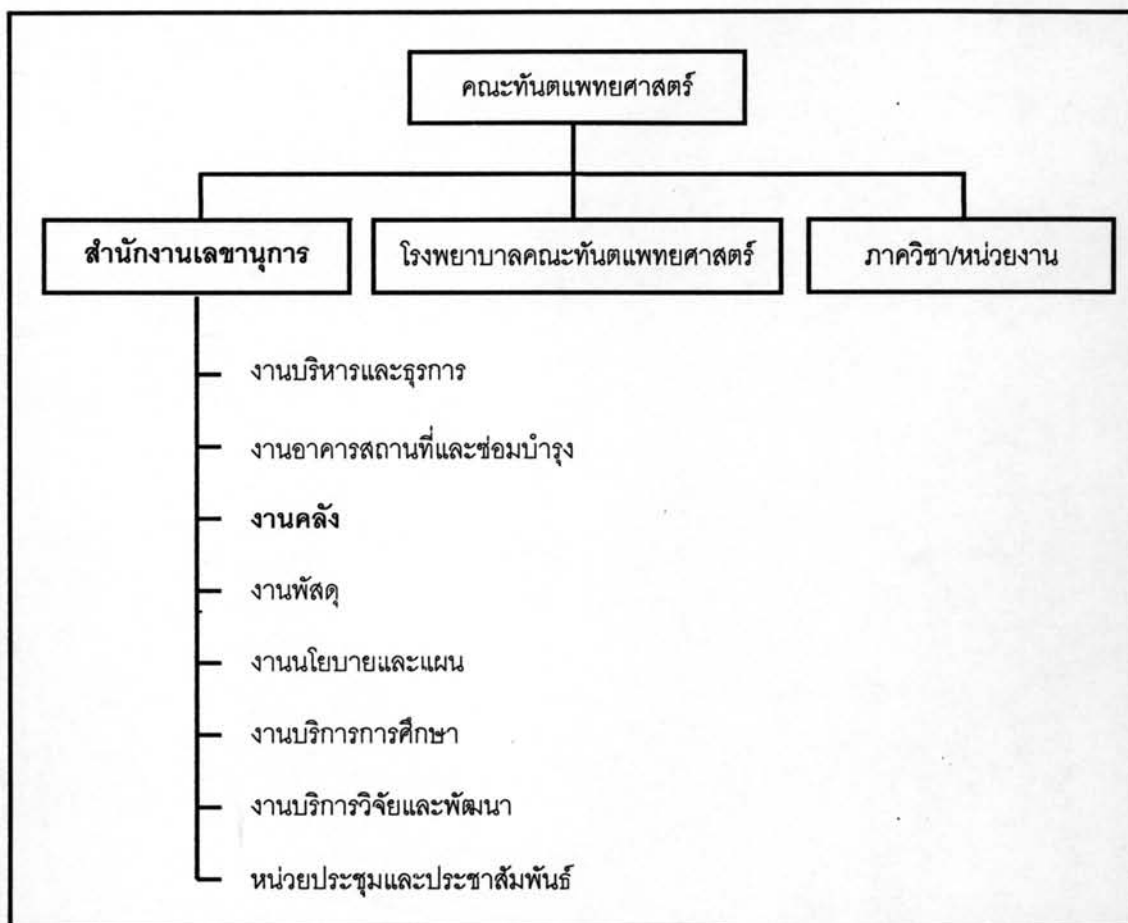 คณะทันตแพทยศาสตร์
สำนักงานเลขานุการ
โรงพยาบาลคณะทันตแพทยศาสตร์
ภาควิชา/หน่วยงาน
งานบริหารและธุรการ
งานอาคารสถานที่และซ่อมบำรุง
งานคลัง
งานพัสดุ
งานนโยบายและแผน
งานบริการการศึกษา
งานบริการวิจัยและพัฒนา
หน่วยประชุมและประชาสัมพันธ์